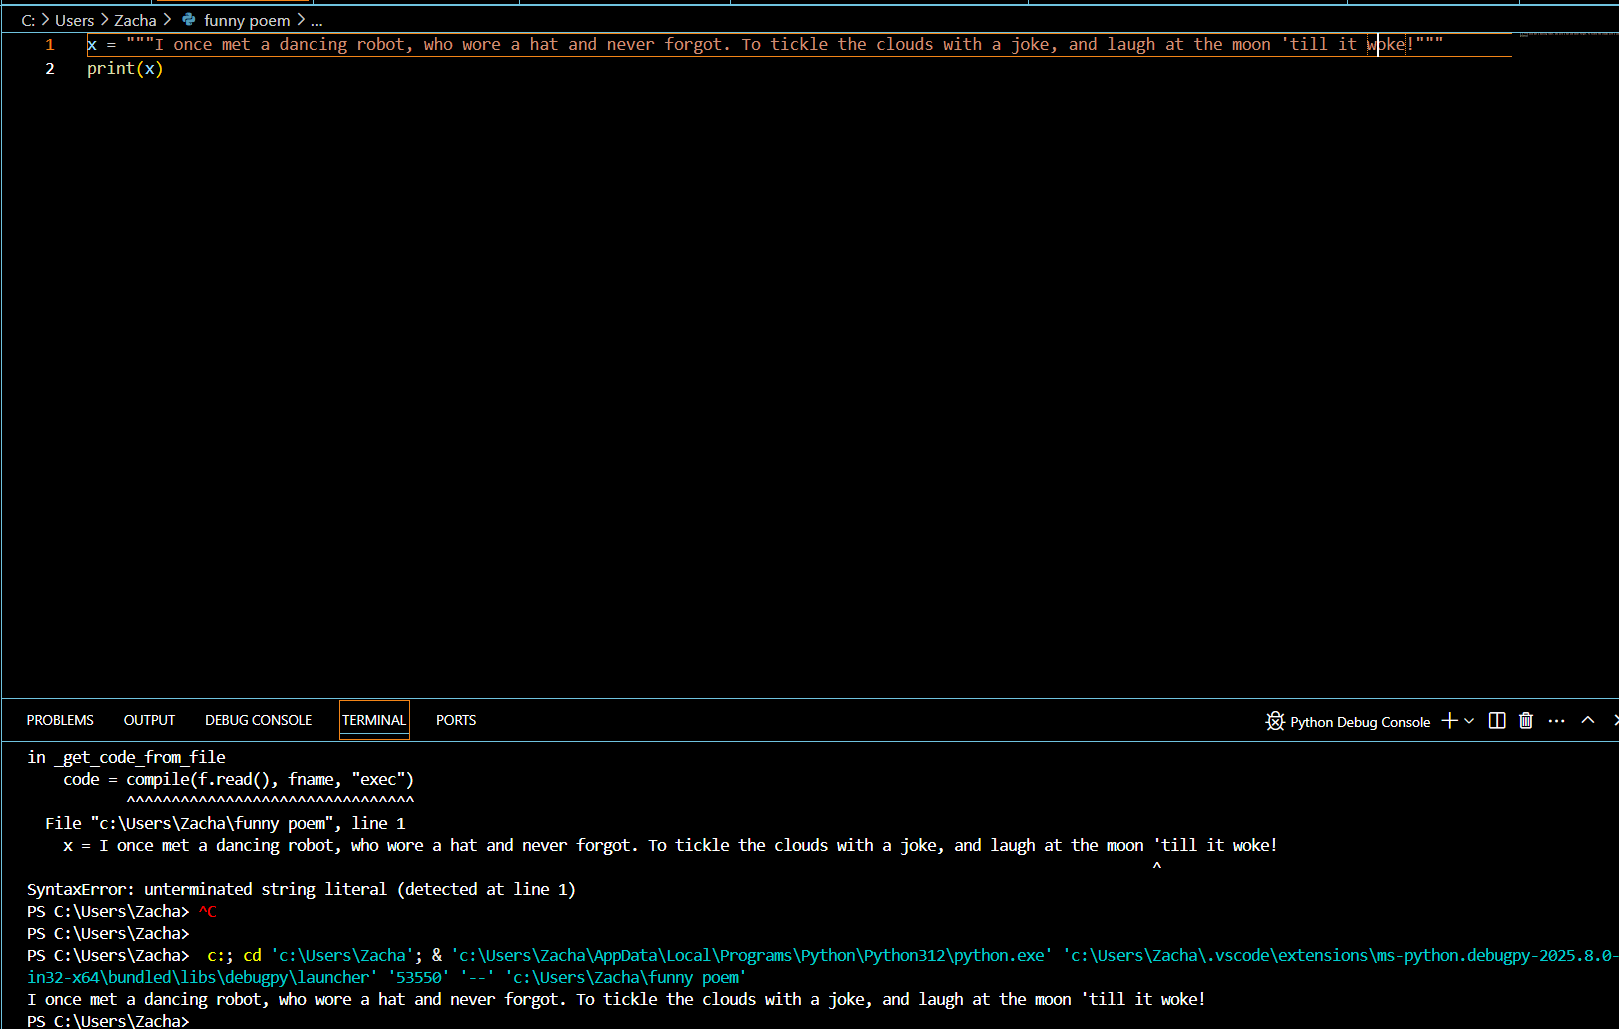 C: > Users > Zacha > funny poem > ...
1 x = """I once met a dancing robot, who wore a hat and never forgot. To tickle the clouds with a joke, and laugh at the moon 'till it woke!"""
2 print(x)
PROBLEMS OUTPUT DEBUG CONSOLE TERMINAL PORTS Python Debug Console
in _get_code_from_file
    code = compile(f.read(), fname, "exec")
           ^^^^^^^^^^^^^^^^^^^^^^^^^^^^^^^^
  File "c:\Users\Zacha\funny poem", line 1
    x = I once met a dancing robot, who wore a hat and never forgot. To tickle the clouds with a joke, and laugh at the moon 'till it woke!
                                                                                                                             ^
SyntaxError: unterminated string literal (detected at line 1)
PS C:\Users\Zacha> ^C
PS C:\Users\Zacha>
PS C:\Users\Zacha>  c:; cd 'c:\Users\Zacha'; & 'c:\Users\Zacha\AppData\Local\Programs\Python\Python312\python.exe' 'c:\Users\Zacha\.vscode\extensions\ms-python.debugpy-2025.8.0-
in32-x64\bundled\libs\debugpy\launcher' '53550' '--' 'c:\Users\Zacha\funny poem'
I once met a dancing robot, who wore a hat and never forgot. To tickle the clouds with a joke, and laugh at the moon 'till it woke!
PS C:\Users\Zacha>